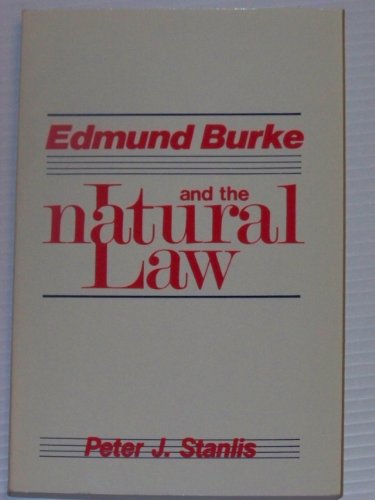 Edmund Burke
and the
natural
Law
Peter J. Stanlis